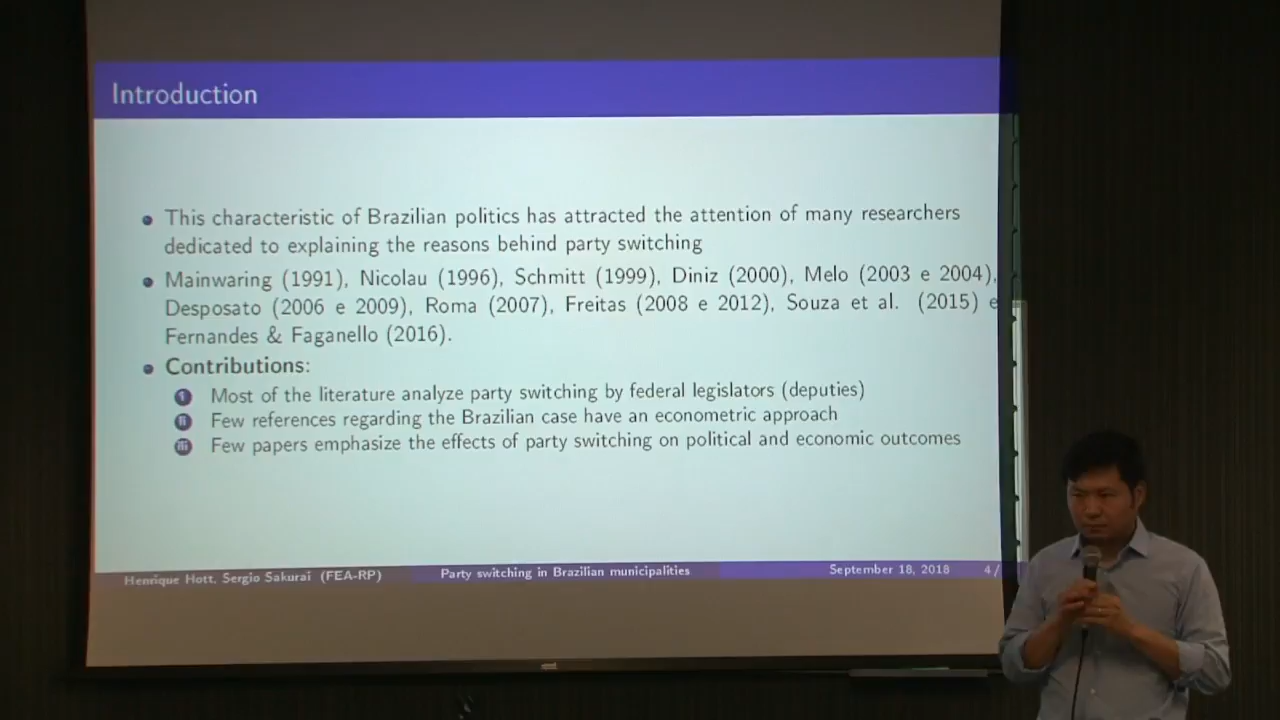 Introduction
This characteristic of Brazilian politics has attracted the attention of many researchers
dedicated to explaining the reasons behind party switching
Mainwaring (1991), Nicolau (1996), Schmitt (1999), Diniz (2000), Melo (2003 e 2004),
Desposato (2006 e 2009), Roma (2007), Freitas (2008 e 2012), Souza et al. (2015) e
Fernandes & Faganello (2016).
Contributions:
i Most of the literature analyze party switching by federal legislators (deputies)
ii Few references regarding the Brazilian case have an econometric approach
iii Few papers emphasize the effects of party switching on political and economic outcomes
Henrique Hott, Sergio Sakurai (FEA-RP) Party switching in Brazilian municipalities September 18, 2018 4 /